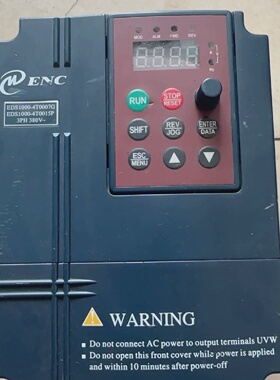 ENC
EDS1000-4T0007G
EDS1000-4T0015P
3PH 380V~
MOD ALM TUNE REV
RUN
STOP
RESET
SHIFT
REV
JOG
ENTER
DATA
ESC
MENU
WARNING
Do not connect AC power to output terminals UVW
Do not open this front cover while power is applied
and within 10 minutes after power-off